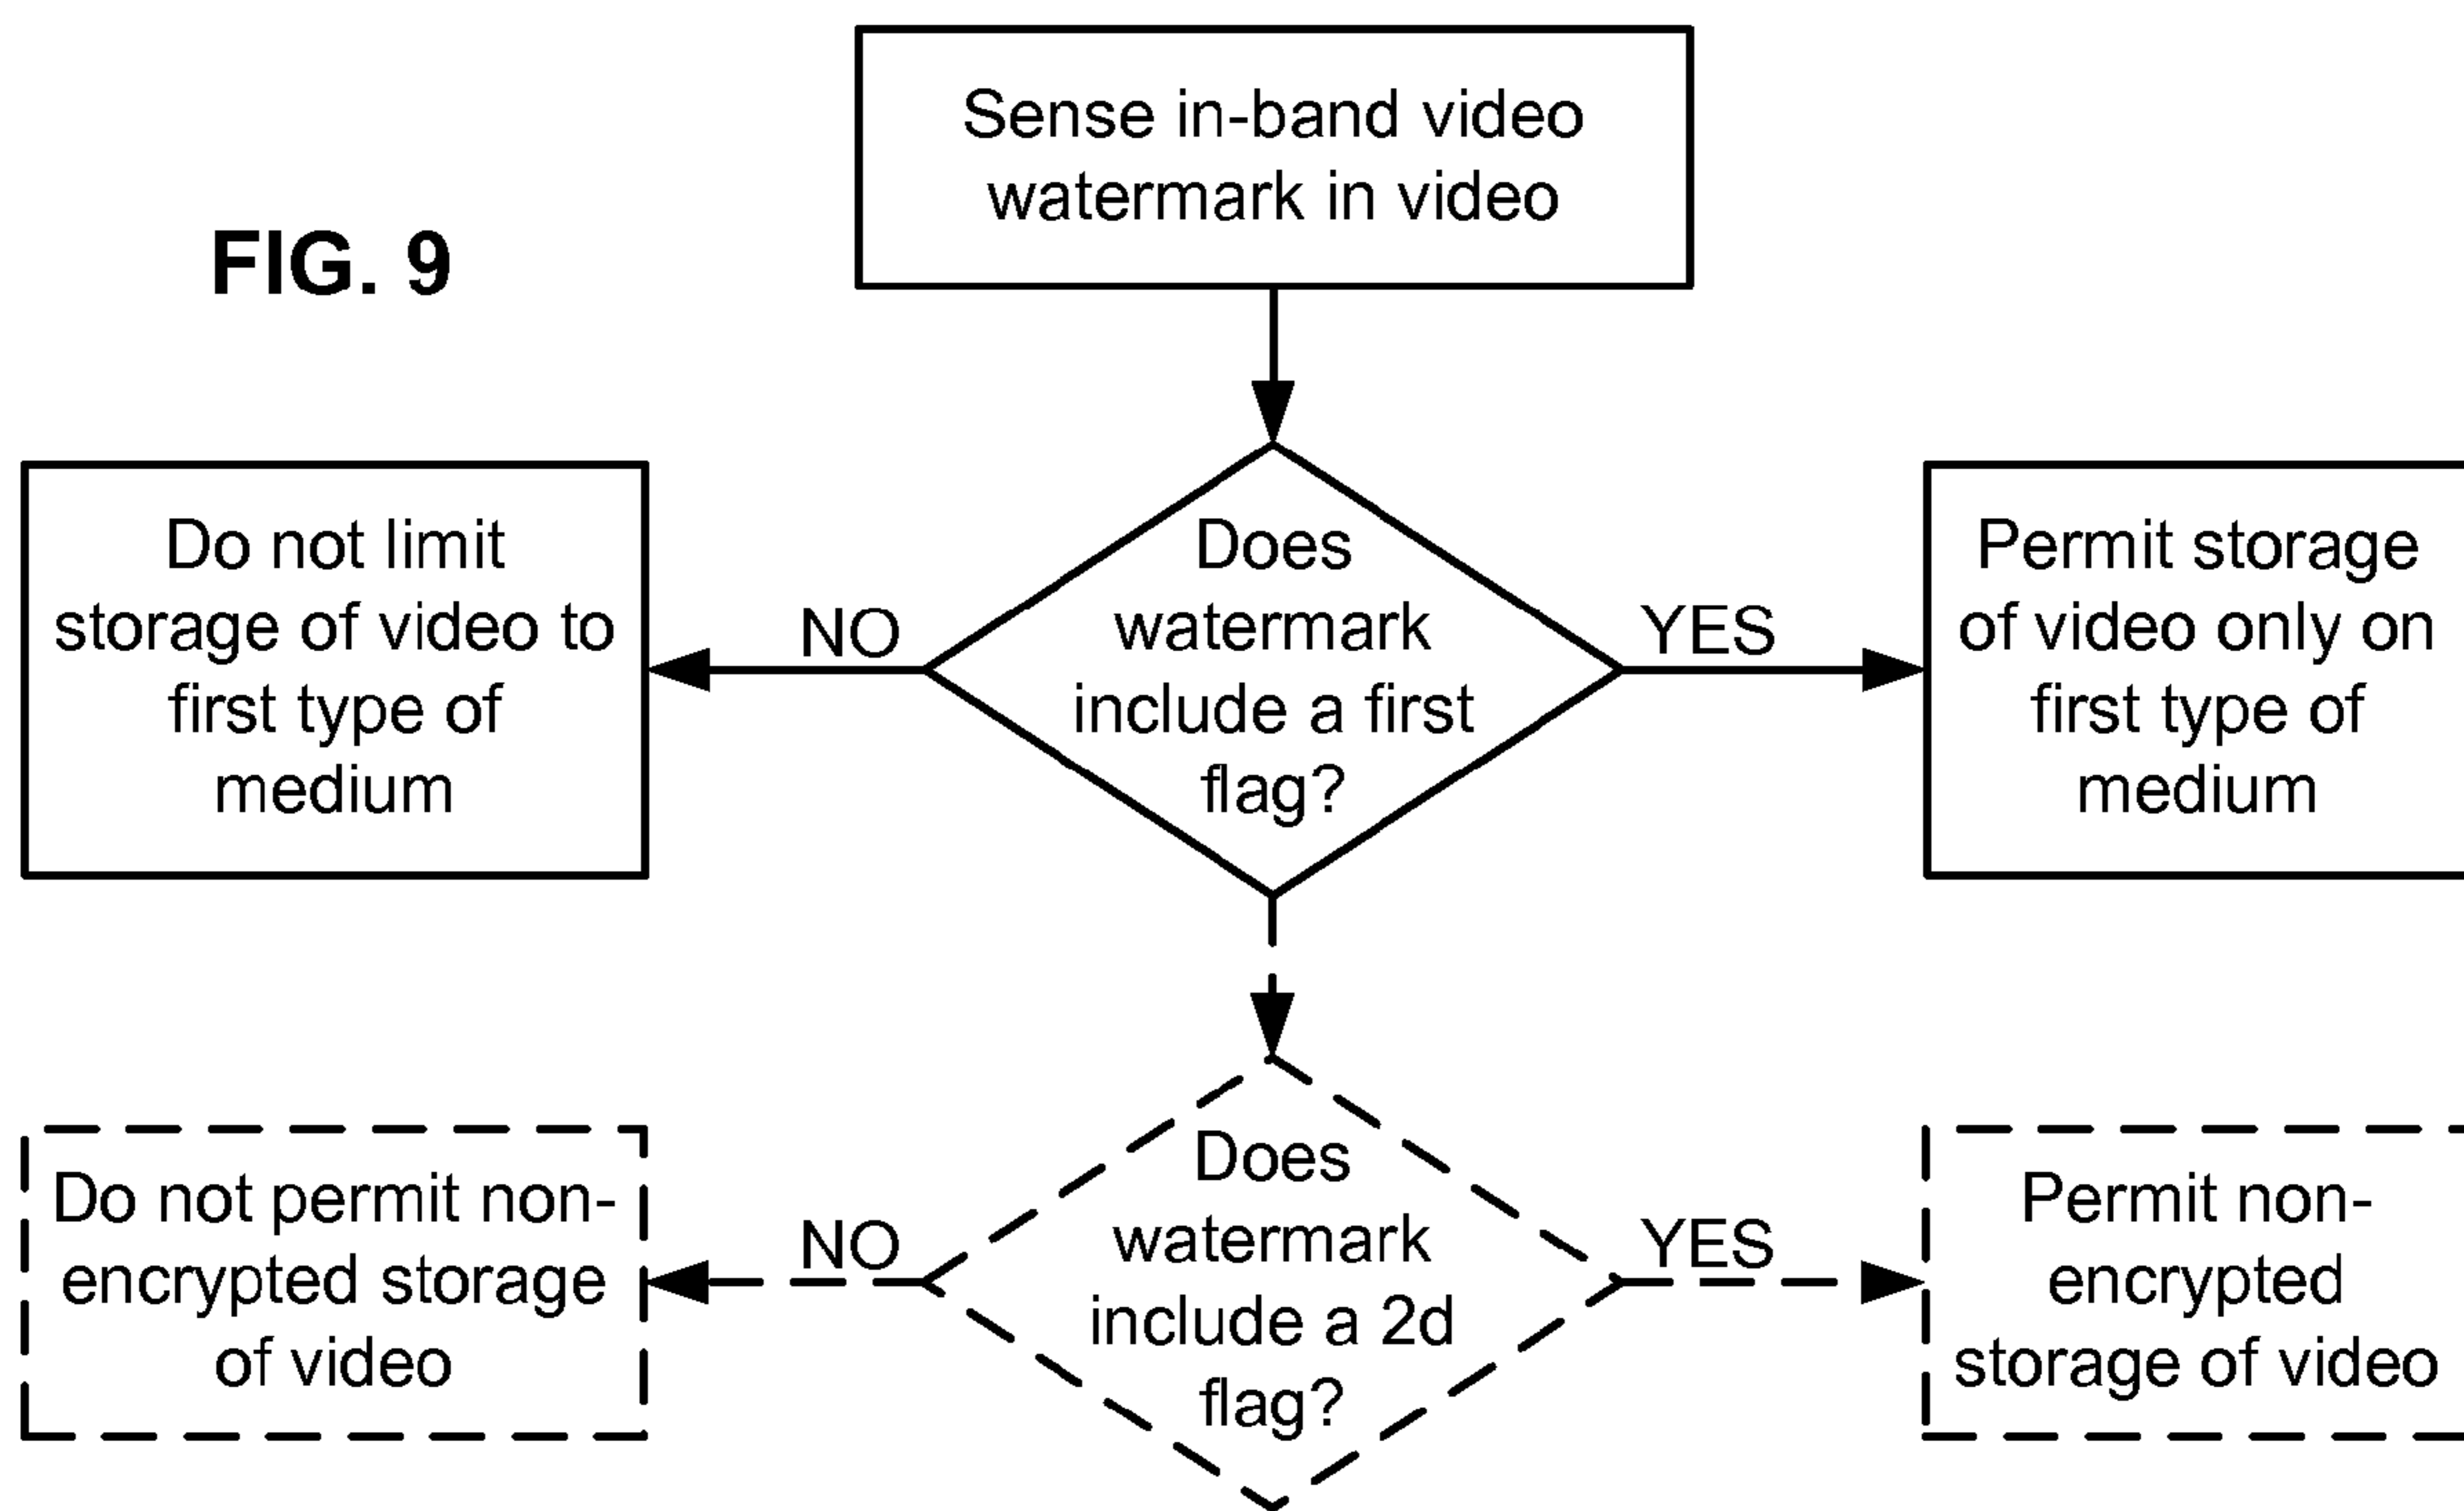 Sense in-band video
watermark in video
FIG. 9
Do not limit
storage of video to
first type of
medium
NO
Does
watermark
include a first
flag?
YES
Permit storage
of video only on
first type of
medium
Do not permit non-
encrypted storage
of video
NO
Does
watermark
include a 2d
flag?
YES
Permit non-
encrypted
storage of video